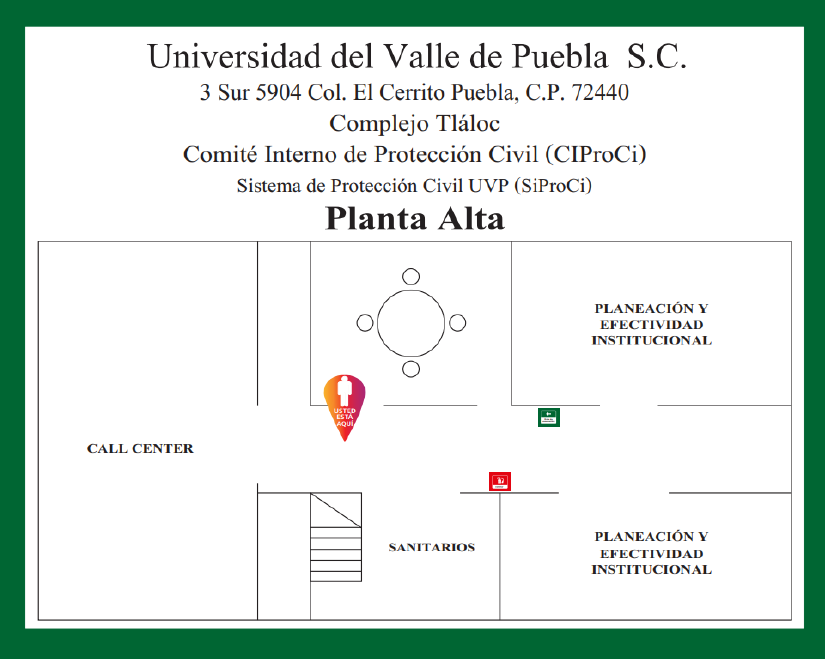 Universidad del Valle de Puebla S.C.
3 Sur 5904 Col. El Cerrito Puebla, C.P. 72440
Complejo Tláloc
Comité Interno de Protección Civil (CIProCi)
Sistema de Protección Civil UVP (SiProCi)
Planta Alta
PLANEACIÓN Y
EFECTIVIDAD
INSTITUCIONAL
USTED
ESTÁ
AQUÍ
CALL CENTER
SANITARIOS
PLANEACIÓN Y
EFECTIVIDAD
INSTITUCIONAL